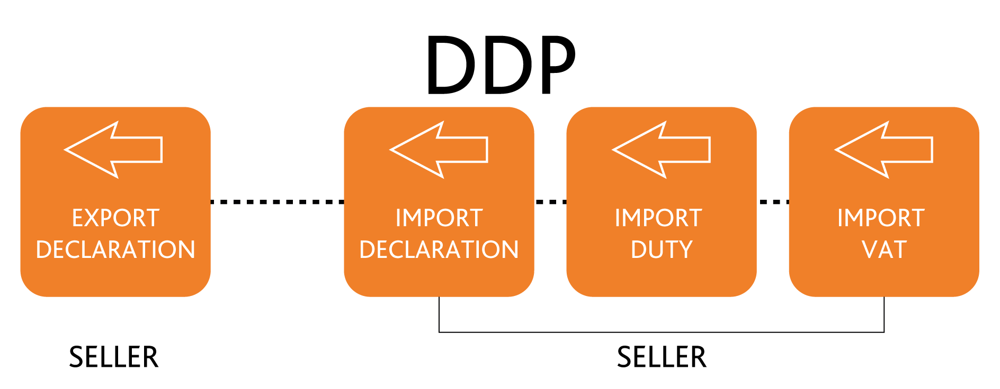 DDP
EXPORT
DECLARATION
IMPORT
DECLARATION
IMPORT
DUTY
IMPORT
VAT
SELLER
SELLER